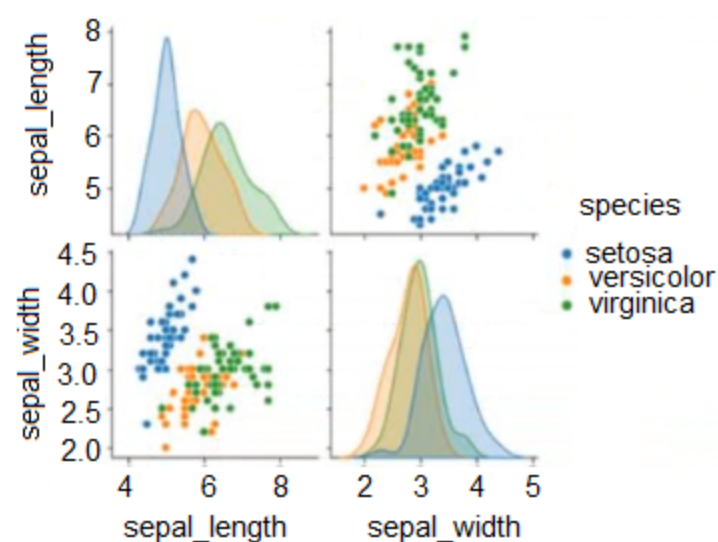 sepal_length
8
7
6
5
sepal_width
4.5
4.0
3.5
3.0
2.5
2.0
4 6 8
sepal_length
2 3 4 5
sepal_width
species
setosa
versicolor
virginica